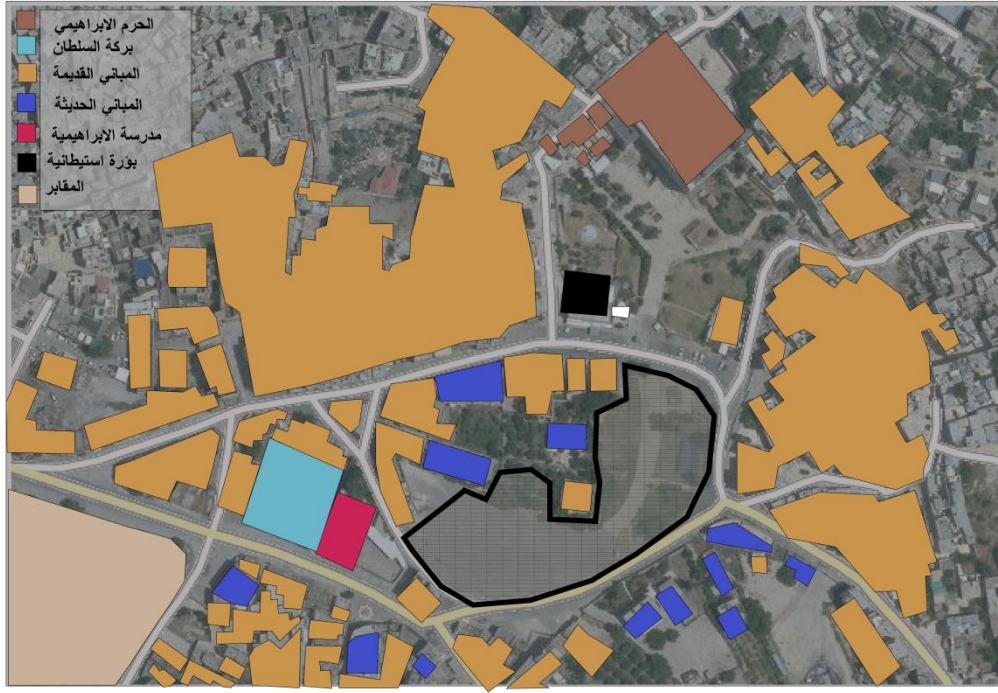 الحرم الابراهيمي
بركة السلطان
المباني القديمة
المباني الحديثة
مدرسة الابراهيمية
بؤرة استيطانية
المقابر